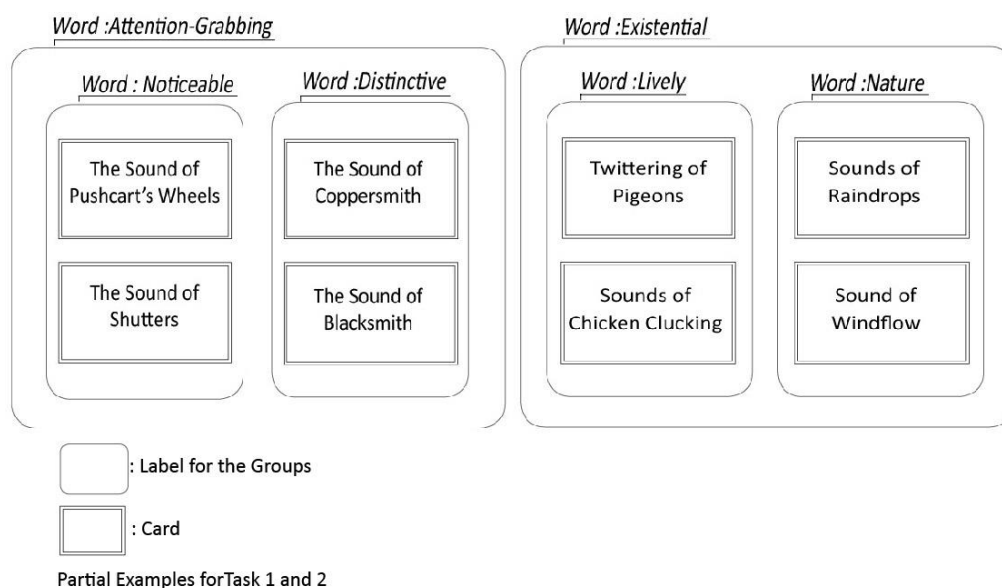 Word :Attention-Grabbing
Word : Noticeable
The Sound of
Pushcart's Wheels
The Sound of
Shutters
Word :Distinctive
The Sound of
Coppersmith
The Sound of
Blacksmith
Word :Existential
Word :Lively
Twittering of
Pigeons
Sounds of
Chicken Clucking
Word :Nature
Sounds of
Raindrops
Sound of
Windflow
: Label for the Groups
: Card
Partial Examples forTask 1 and 2